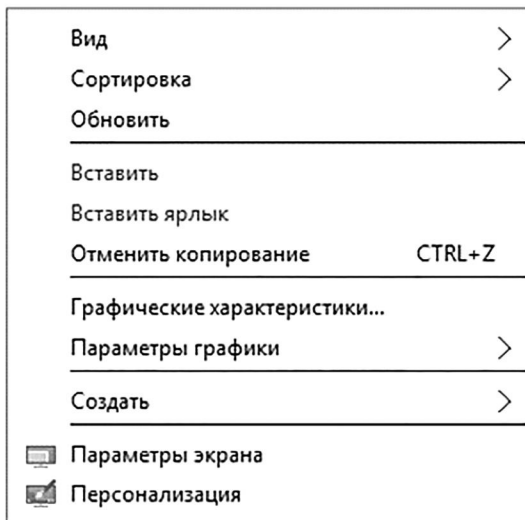 Вид
Сортировка
Обновить
Вставить
Вставить ярлык
Отменить копирование CTRL+Z
Графические характеристики...
Параметры графики
Создать
Параметры экрана
Персонализация